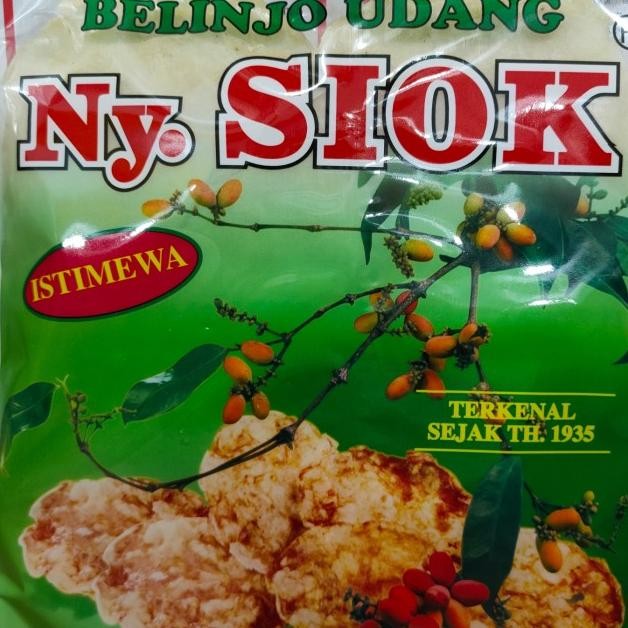 BELINJO UDANG
Ny. SIOK
ISTIMEWA
TERKENAL
SEJAK TH. 1935